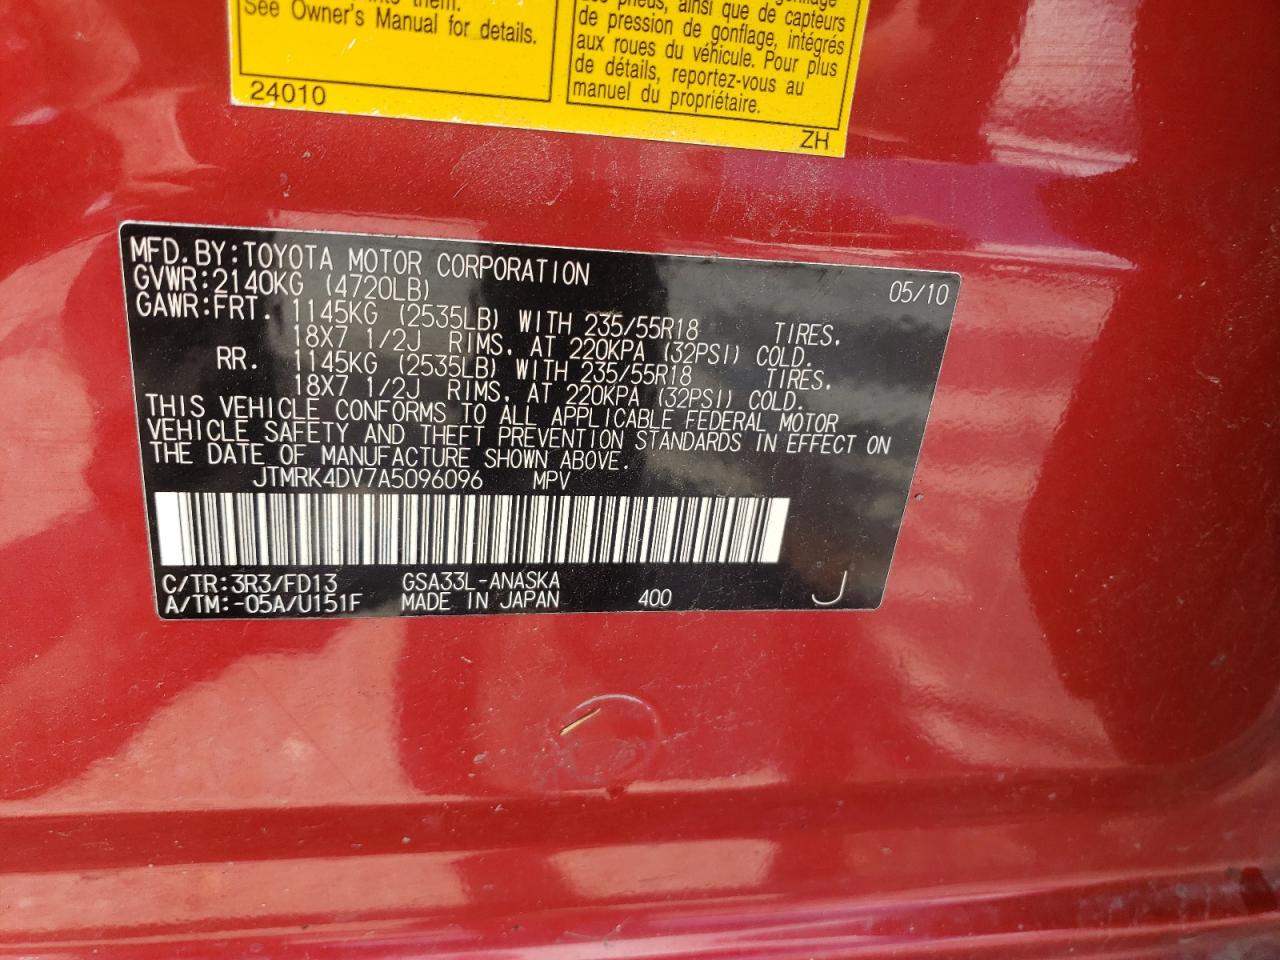 them.
See Owner's Manual for details.
24010
pneus, ainsi que de capteurs
de pression de gonflage, intégrés
aux roues du véhicule. Pour plus
de détails, reportez-vous au
manuel du propriétaire.
ZH
MFD. BY: TOYOTA MOTOR CORPORATION 05/10
GVWR: 2140KG (4720LB)
GAWR: FRT. 1145KG (2535LB) WITH 235/55R18 TIRES.
18X7 1/2J RIMS, AT 220KPA (32PSI) COLD.
RR. 1145KG (2535LB) WITH 235/55R18 TIRES.
18X7 1/2J RIMS, AT 220KPA (32PSI) COLD.
THIS VEHICLE CONFORMS TO ALL APPLICABLE FEDERAL MOTOR
VEHICLE SAFETY AND THEFT PREVENTION STANDARDS IN EFFECT ON
THE DATE OF MANUFACTURE SHOWN ABOVE.
JTMRK4DV7A5096096 MPV
C/TR: 3R3/FD13 GSA33L-ANASKA
A/TM: -05A/U151F MADE IN JAPAN 400 J